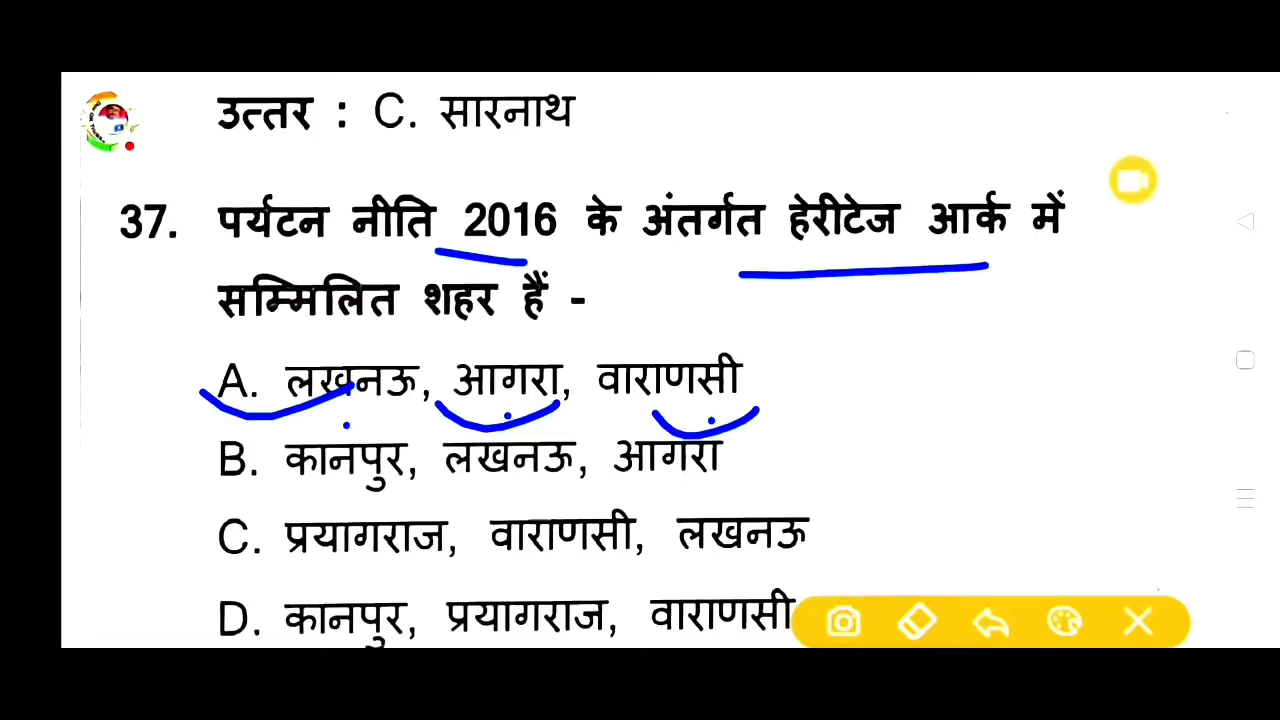 उत्तर : C. सारनाथ
37. पर्यटन नीति 2016 के अंतर्गत हेरीटेज आर्क में
सम्मिलित शहर हैं -
A. लखनऊ, आगरा, वाराणसी
B. कानपुर, लखनऊ, आगरा
C. प्रयागराज, वाराणसी, लखनऊ
D. कानपुर, प्रयागराज, वाराणसी